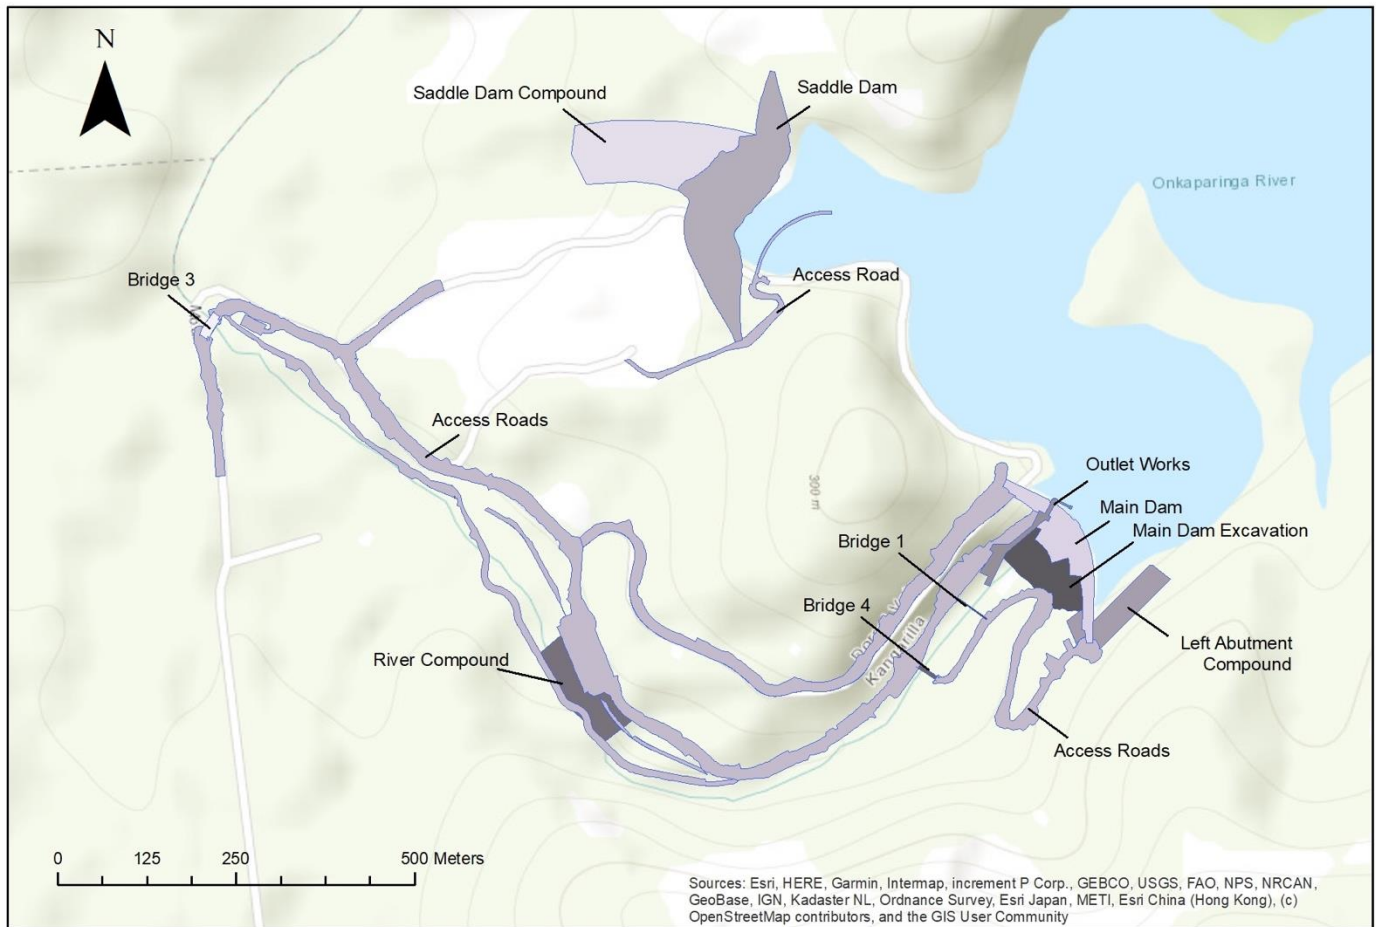 N
Saddle Dam Compound
Saddle Dam
Onkaparinga River
Bridge 3
Access Road
Access Roads
300 m
Outlet Works
Main Dam
Main Dam Excavation
Bridge 1
Bridge 4
Kangarilla
River Compound
Left Abutment
Compound
Access Roads
0 125 250 500 Meters
Sources: Esri, HERE, Garmin, Intermap, increment P Corp., GEBCO, USGS, FAO, NPS, NRCAN,
GeoBase, IGN, Kadaster NL, Ordnance Survey, Esri Japan, METI, Esri China (Hong Kong), (c)
OpenStreetMap contributors, and the GIS User Community